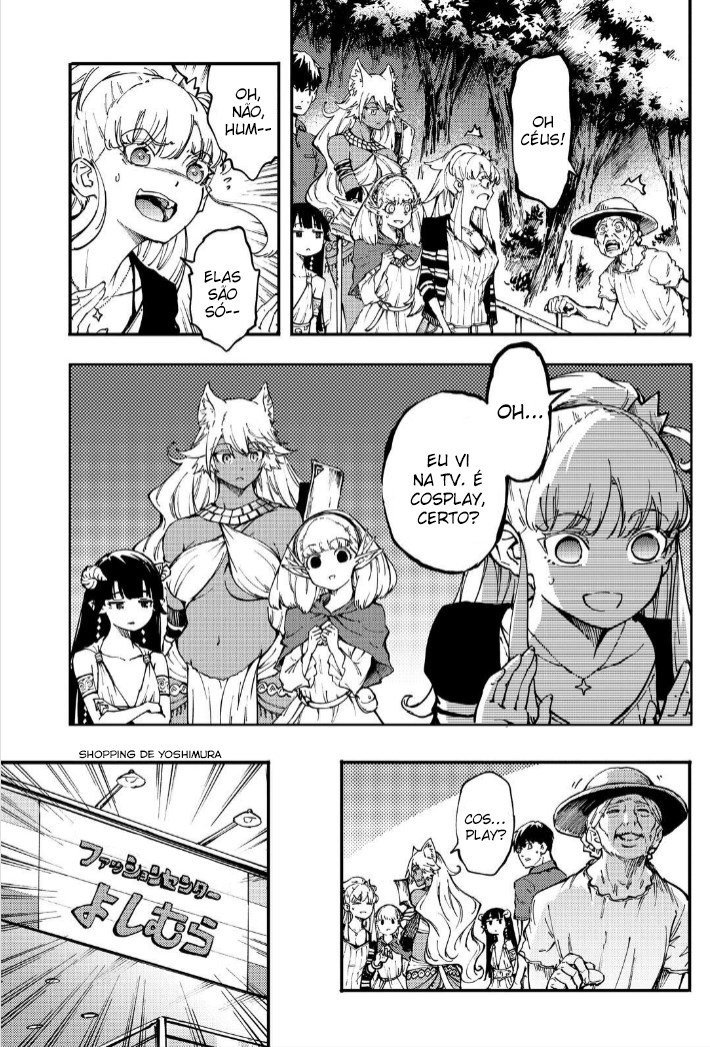 OH
CÉUS!
OH,
NÃO,
HUM--
ELAS
SÃO
SÓ--
OH...
EU VI
NA TV. É
COSPLAY,
CERTO?
COS...
PLAY?
SHOPPING DE YOSHIMURA
ファッションセンター
よしむら